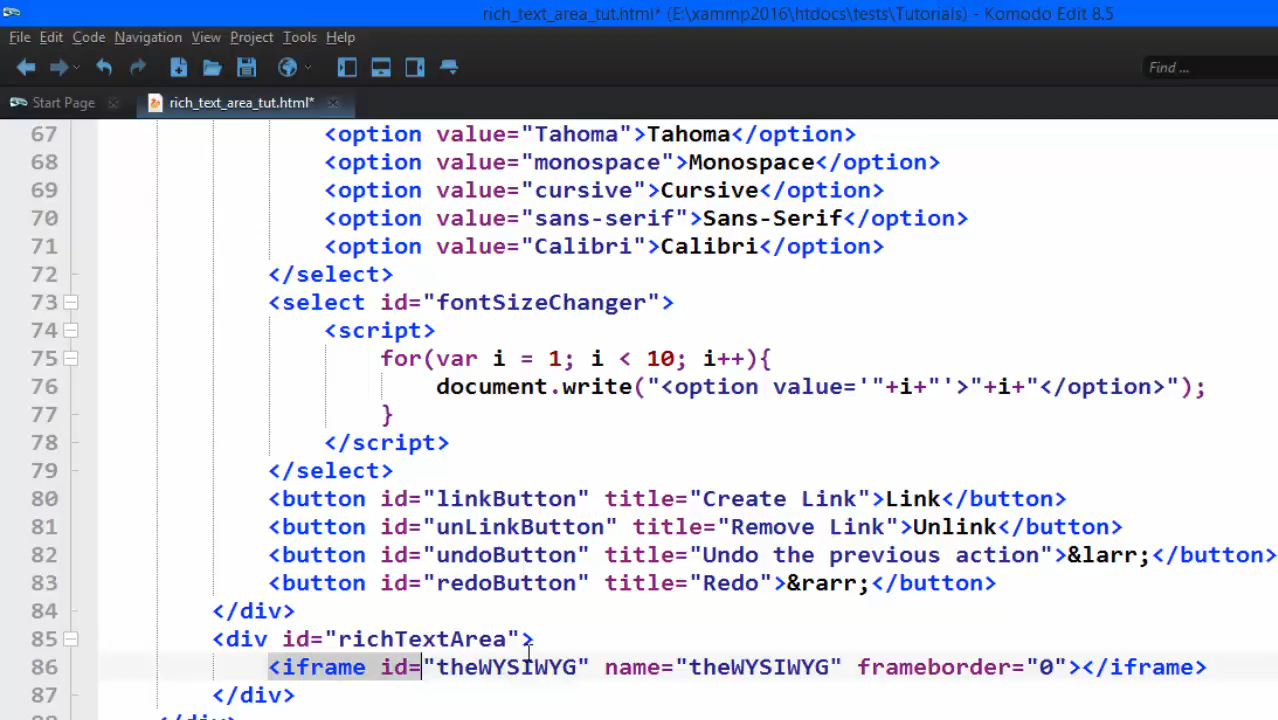 rich_text_area_tut.html* (E:\xammp2016\htdocs\tests\Tutorials) - Komodo Edit 8.5
File Edit Code Navigation View Project Tools Help
Find ...
Start Page rich_text_area_tut.html*
67 <option value="Tahoma">Tahoma</option>
68 <option value="monospace">Monospace</option>
69 <option value="cursive">Cursive</option>
70 <option value="sans-serif">Sans-Serif</option>
71 <option value="Calibri">Calibri</option>
72 </select>
73 <select id="fontSizeChanger">
74 <script>
75 for(var i = 1; i < 10; i++){
76 document.write("<option value='"+i+"'>"+i+"</option>");
77 }
78 </script>
79 </select>
80 <button id="linkButton" title="Create Link">Link</button>
81 <button id="unLinkButton" title="Remove Link">Unlink</button>
82 <button id="undoButton" title="Undo the previous action">&larr;</button>
83 <button id="redoButton" title="Redo">&rarr;</button>
84 </div>
85 <div id="richTextArea">
86 <iframe id="theWYSIWYG" name="theWYSIWYG" frameborder="0"></iframe>
87 </div>
</div>